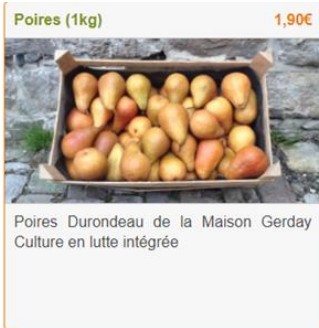 Poires (1kg) 1,90€
Poires Durondeau de la Maison Gerday
Culture en lutte intégrée